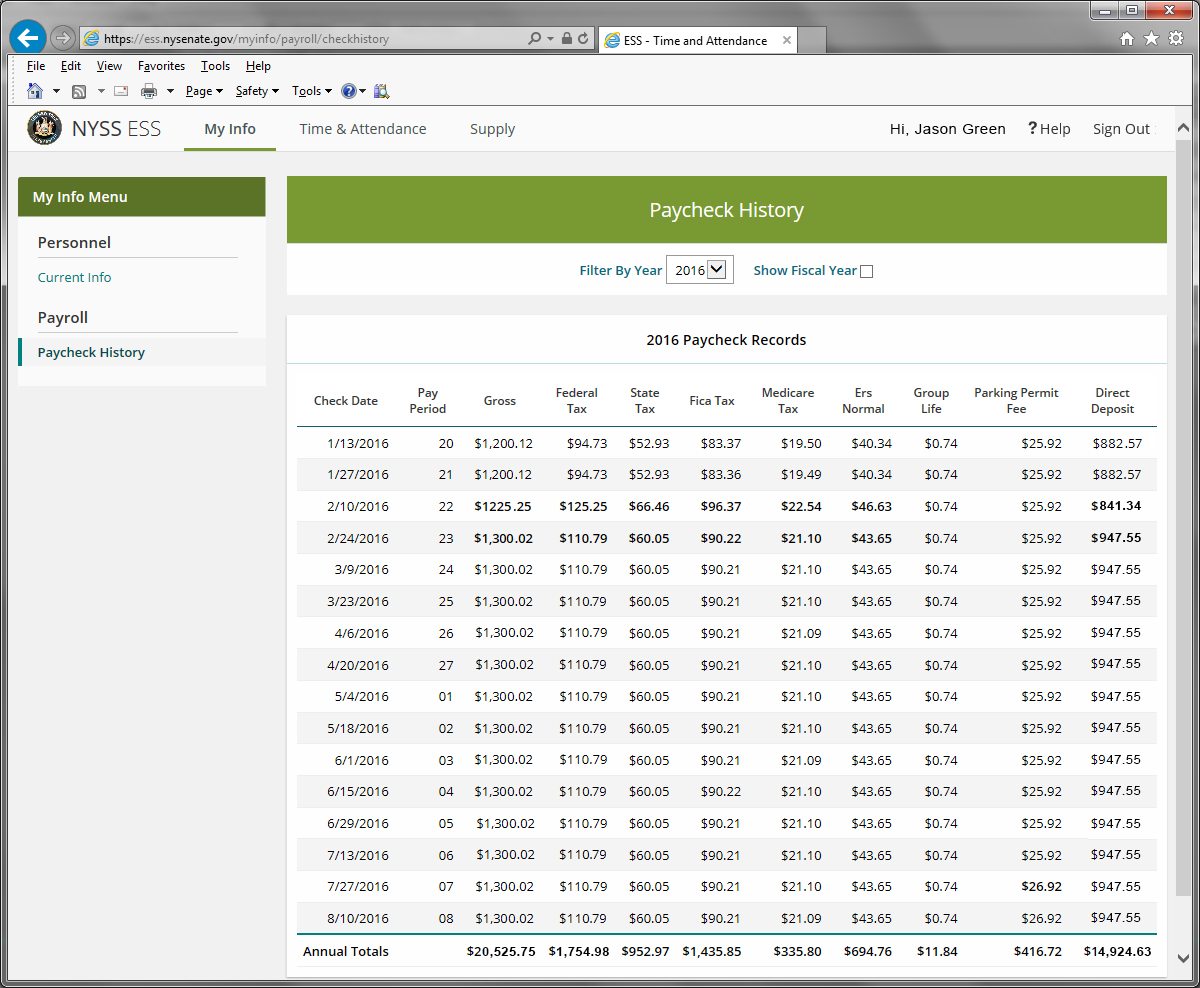 https://ess.nysenate.gov/myinfo/payroll/checkhistory
ESS - Time and Attendance
File Edit View Favorites Tools Help
Page Safety Tools
NYSS ESS My Info Time & Attendance Supply Hi, Jason Green ? Help Sign Out
My Info Menu
Personnel
Current Info
Payroll
Paycheck History
Paycheck History
Filter By Year 2016 Show Fiscal Year
2016 Paycheck Records
Check Date Pay Period Gross Federal Tax State Tax Fica Tax Medicare Tax Ers Normal Group Life Parking Permit Fee Direct Deposit
1/13/2016 20 $1,200.12 $94.73 $52.93 $83.37 $19.50 $40.34 $0.74 $25.92 $882.57
1/27/2016 21 $1,200.12 $94.73 $52.93 $83.36 $19.49 $40.34 $0.74 $25.92 $882.57
2/10/2016 22 $1225.25 $125.25 $66.46 $96.37 $22.54 $46.63 $0.74 $25.92 $841.34
2/24/2016 23 $1,300.02 $110.79 $60.05 $90.22 $21.10 $43.65 $0.74 $25.92 $947.55
3/9/2016 24 $1,300.02 $110.79 $60.05 $90.21 $21.10 $43.65 $0.74 $25.92 $947.55
3/23/2016 25 $1,300.02 $110.79 $60.05 $90.21 $21.10 $43.65 $0.74 $25.92 $947.55
4/6/2016 26 $1,300.02 $110.79 $60.05 $90.21 $21.09 $43.65 $0.74 $25.92 $947.55
4/20/2016 27 $1,300.02 $110.79 $60.05 $90.21 $21.10 $43.65 $0.74 $25.92 $947.55
5/4/2016 01 $1,300.02 $110.79 $60.05 $90.21 $21.10 $43.65 $0.74 $25.92 $947.55
5/18/2016 02 $1,300.02 $110.79 $60.05 $90.21 $21.10 $43.65 $0.74 $25.92 $947.55
6/1/2016 03 $1,300.02 $110.79 $60.05 $90.21 $21.09 $43.65 $0.74 $25.92 $947.55
6/15/2016 04 $1,300.02 $110.79 $60.05 $90.22 $21.10 $43.65 $0.74 $25.92 $947.55
6/29/2016 05 $1,300.02 $110.79 $60.05 $90.21 $21.10 $43.65 $0.74 $25.92 $947.55
7/13/2016 06 $1,300.02 $110.79 $60.05 $90.21 $21.10 $43.65 $0.74 $25.92 $947.55
7/27/2016 07 $1,300.02 $110.79 $60.05 $90.21 $21.10 $43.65 $0.74 $26.92 $947.55
8/10/2016 08 $1,300.02 $110.79 $60.05 $90.21 $21.09 $43.65 $0.74 $26.92 $947.55
Annual Totals $20,525.75 $1,754.98 $952.97 $1,435.85 $335.80 $694.76 $11.84 $416.72 $14,924.63